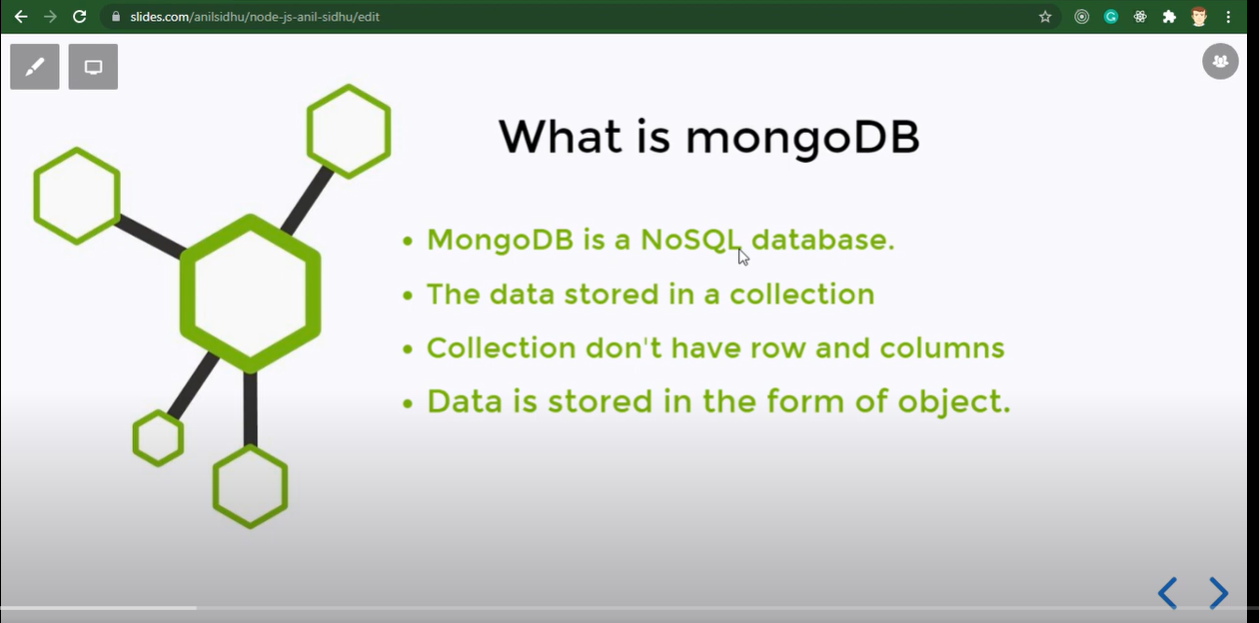 slides.com/anilsidhu/node-js-anil-sidhu/edit
What is mongoDB
• MongoDB is a NoSQL database.
• The data stored in a collection
• Collection don't have row and columns
• Data is stored in the form of object.